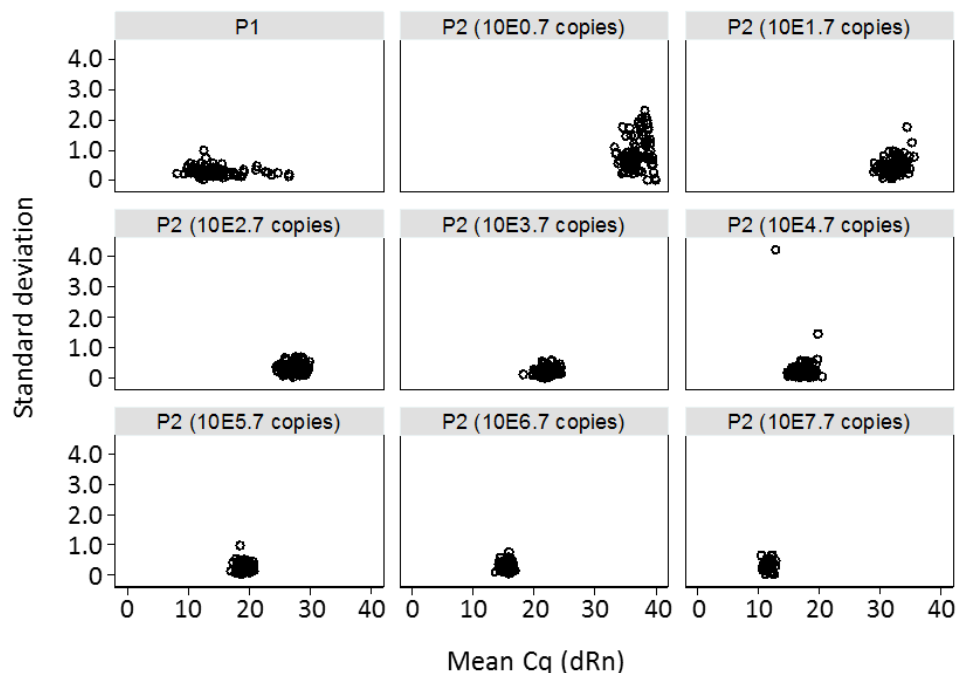 P1 P2 (10E0.7 copies) P2 (10E1.7 copies)
4.0
3.0
2.0
1.0
0
P2 (10E2.7 copies) P2 (10E3.7 copies) P2 (10E4.7 copies)
4.0
3.0
2.0
1.0
0
Standard deviation
P2 (10E5.7 copies) P2 (10E6.7 copies) P2 (10E7.7 copies)
4.0
3.0
2.0
1.0
0
0 10 20 30 40 0 10 20 30 40 0 10 20 30 40
Mean Cq (dRn)